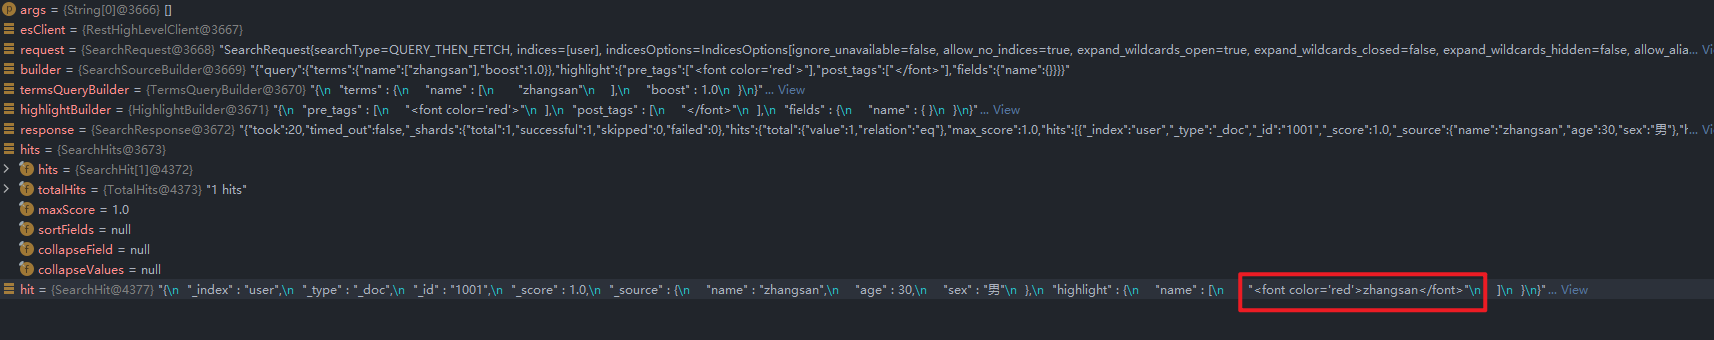 p args = {String[0]@3666} []
esClient = {RestHighLevelClient@3667}
request = {SearchRequest@3668} "SearchRequest{searchType=QUERY_THEN_FETCH, indices=[user], indicesOptions=IndicesOptions[ignore_unavailable=false, allow_no_indices=true, expand_wildcards_open=true, expand_wildcards_closed=false, expand_wildcards_hidden=false, allow_alia... Vi
builder = {SearchSourceBuilder@3669} "{"query":{"terms":{"name":["zhangsan"],"boost":1.0}},"highlight":{"pre_tags":["<font color='red'>"],"post_tags":["</font>"],"fields":{"name":{}}}}"
termsQueryBuilder = {TermsQueryBuilder@3670} "{\n "terms" : {\n "name" : [\n "zhangsan"\n ],\n "boost" : 1.0\n }\n}"... View
highlightBuilder = {HighlightBuilder@3671} "{\n "pre_tags" : [\n "<font color='red'>"\n ],\n "post_tags" : [\n "</font>"\n ],\n "fields" : {\n "name" : { }\n }\n}"... View
response = {SearchResponse@3672} "{"took":20,"timed_out":false,"_shards":{"total":1,"successful":1,"skipped":0,"failed":0},"hits":{"total":{"value":1,"relation":"eq"},"max_score":1.0,"hits":[{"_index":"user","_type":"_doc","_id":"1001","_score":1.0,"_source":{"name":"zhangsan","age":30,"sex":"男"},"h... Vi
hits = {SearchHits@3673}
f hits = {SearchHit[1]@4372}
f totalHits = {TotalHits@4373} "1 hits"
f maxScore = 1.0
f sortFields = null
f collapseField = null
f collapseValues = null
hit = {SearchHit@4377} "{\n "_index" : "user",\n "_type" : "_doc",\n "_id" : "1001",\n "_score" : 1.0,\n "_source" : {\n "name" : "zhangsan",\n "age" : 30,\n "sex" : "男"\n },\n "highlight" : {\n "name" : [\n "<font color='red'>zhangsan</font>"\n ]\n }\n}"... View